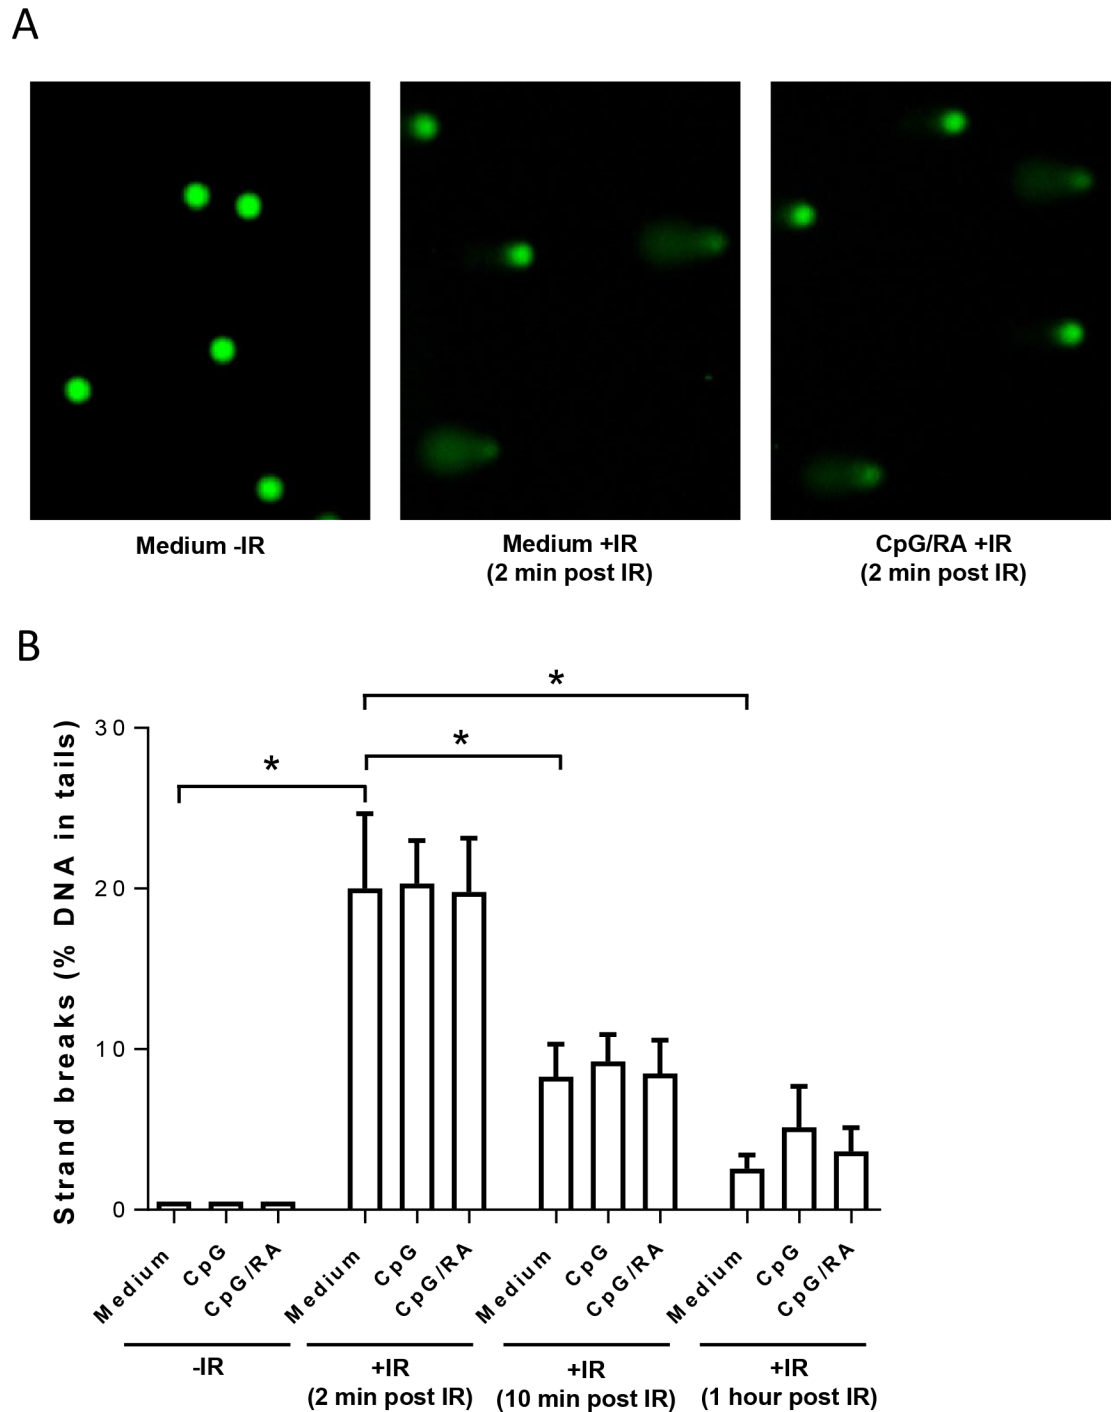 A
Medium -IR
Medium +IR
(2 min post IR)
CpG/RA +IR
(2 min post IR)
B
*
*
*
Strand breaks (% DNA in tails)
30
20
10
0
Medium
CpG
CpG/RA
Medium
CpG
CpG/RA
Medium
CpG
CpG/RA
Medium
CpG
CpG/RA
-IR
+IR
(2 min post IR)
+IR
(10 min post IR)
+IR
(1 hour post IR)